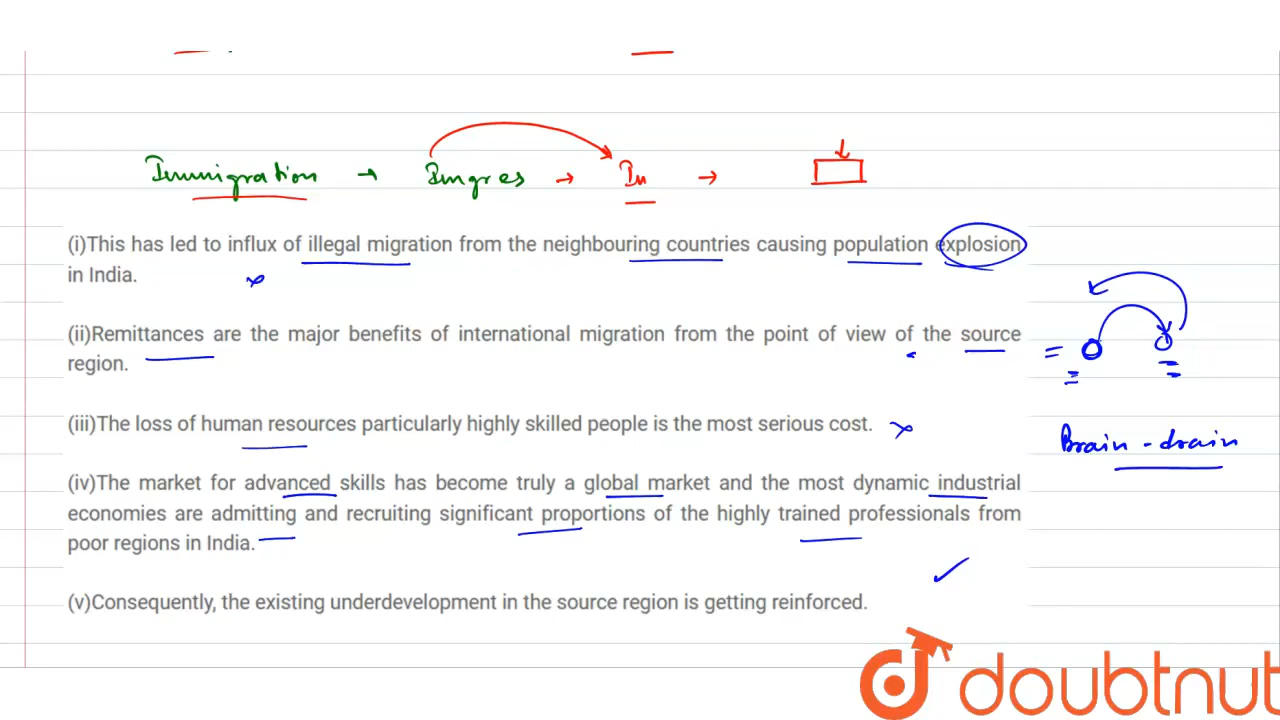 Immigration → Imgres → In →
(i)This has led to influx of illegal migration from the neighbouring countries causing population explosion
in India.
(ii)Remittances are the major benefits of international migration from the point of view of the source
region.
(iii)The loss of human resources particularly highly skilled people is the most serious cost.
Brain-drain
(iv)The market for advanced skills has become truly a global market and the most dynamic industrial
economies are admitting and recruiting significant proportions of the highly trained professionals from
poor regions in India.
(v)Consequently, the existing underdevelopment in the source region is getting reinforced.
doubtnut